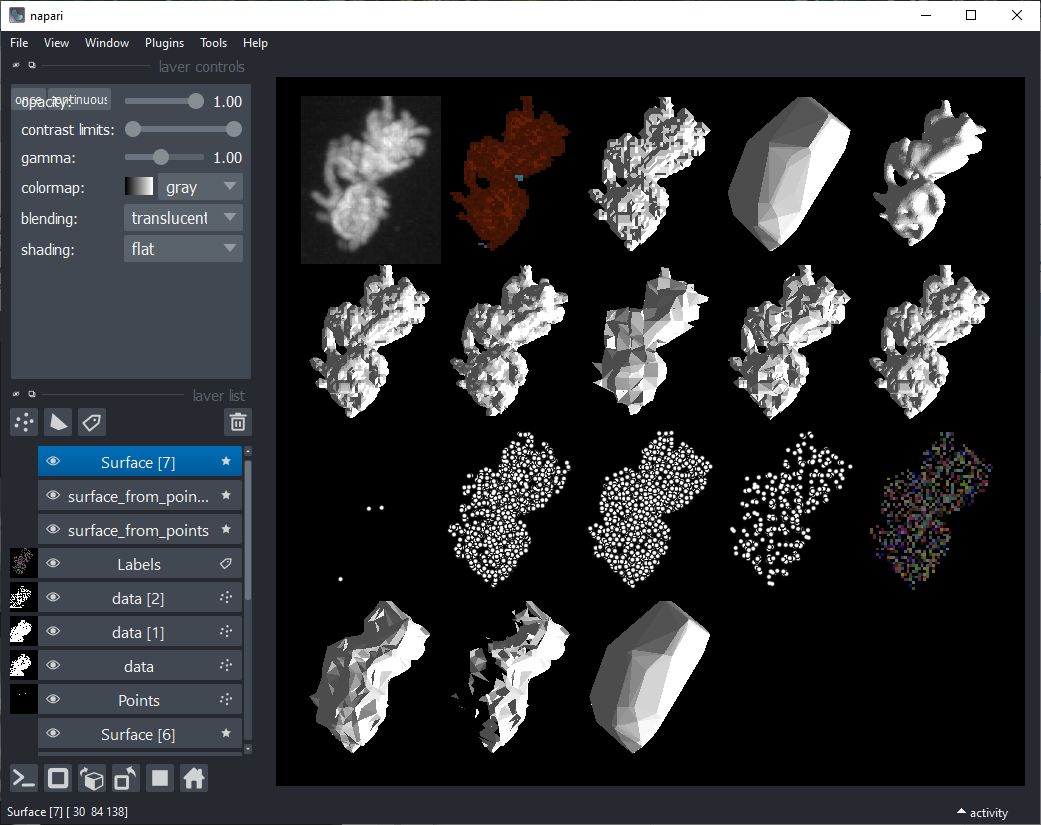 napari
File View Window Plugins Tools Help
layer controls
opacity: 1.00
contrast limits:
gamma: 1.00
colormap: gray
blending: translucent
shading: flat
layer list
Surface [7]
surface_from_poin...
surface_from_points
Labels
data [2]
data [1]
data
Points
Surface [6]
Surface [7] [ 30 84 138]
activity